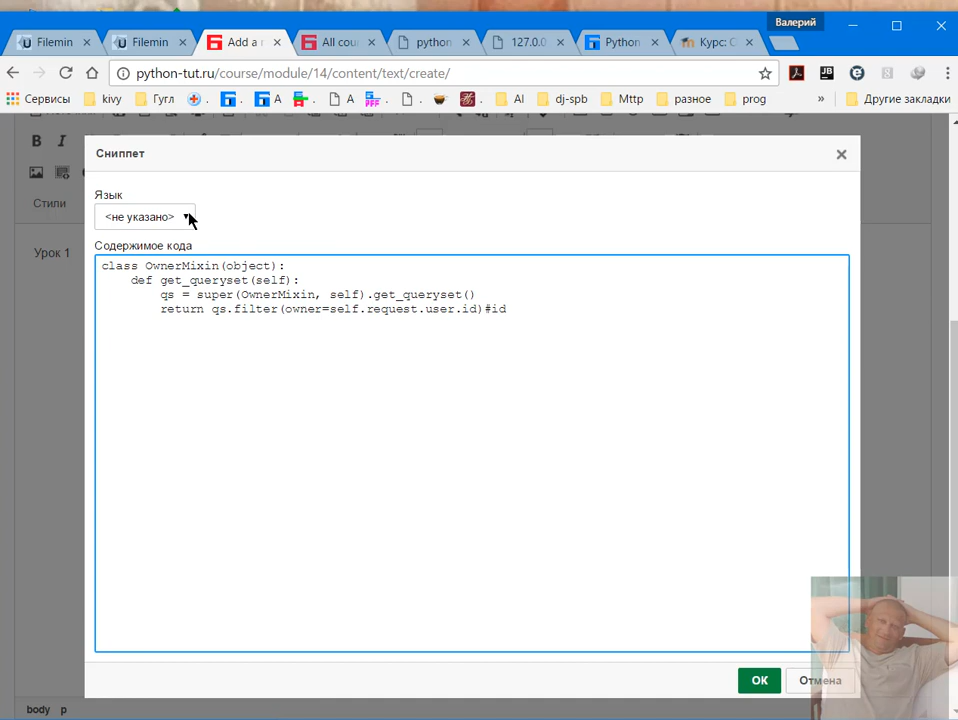 Валерий
Filemin
Filemin
Add a
All cou
python
127.0.0
Python
Курс: С
python-tut.ru/course/module/14/content/text/create/
Сервисы
kivy
Гугл
.
.
А
.
А
.
.
.
AI
dj-spb
Mttp
разное
prog
»
Другие закладки
B I
Стили
Урок 1
Сниппет
Язык
<не указано>
Содержимое кода
class OwnerMixin(object):
def get_queryset(self):
qs = super(OwnerMixin, self).get_queryset()
return qs.filter(owner=self.request.user.id)#id
ОК
Отмена
body p